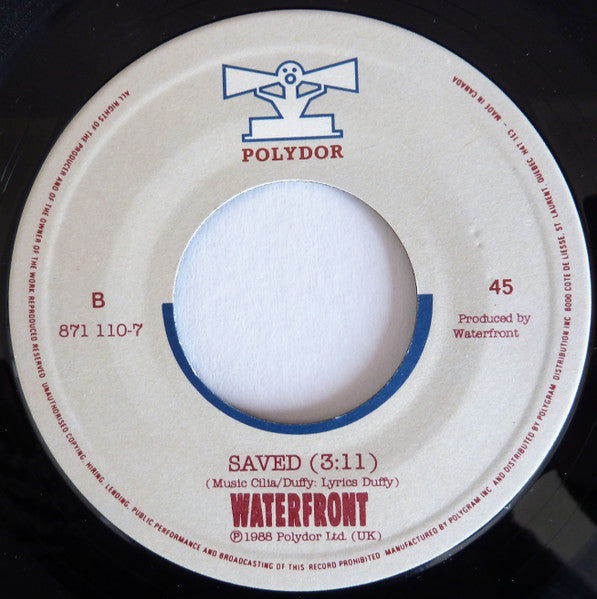 POLYDOR
B
871 110-7
45
Produced by
Waterfront
SAVED (3:11)
(Music Cilia/Duffy: Lyrics Duffy)
WATERFRONT
Ⓟ1988 Polydor Ltd. (UK)
ALL RIGHTS OF THE PRODUCER AND OF THE OWNER OF THE WORK REPRODUCED RESERVED. UNAUTHORISED COPYING, HIRING, LENDING, PUBLIC PERFORMANCE AND BROADCASTING OF THIS RECORD PROHIBITED. MANUFACTURED BY POLYGRAM INC AND DISTRIBUTED BY POLYGRAM DISTRIBUTION INC 8000 COTE DE LIESSE, ST LAURENT QUEBEC H4T 1E3 - MADE IN CANADA